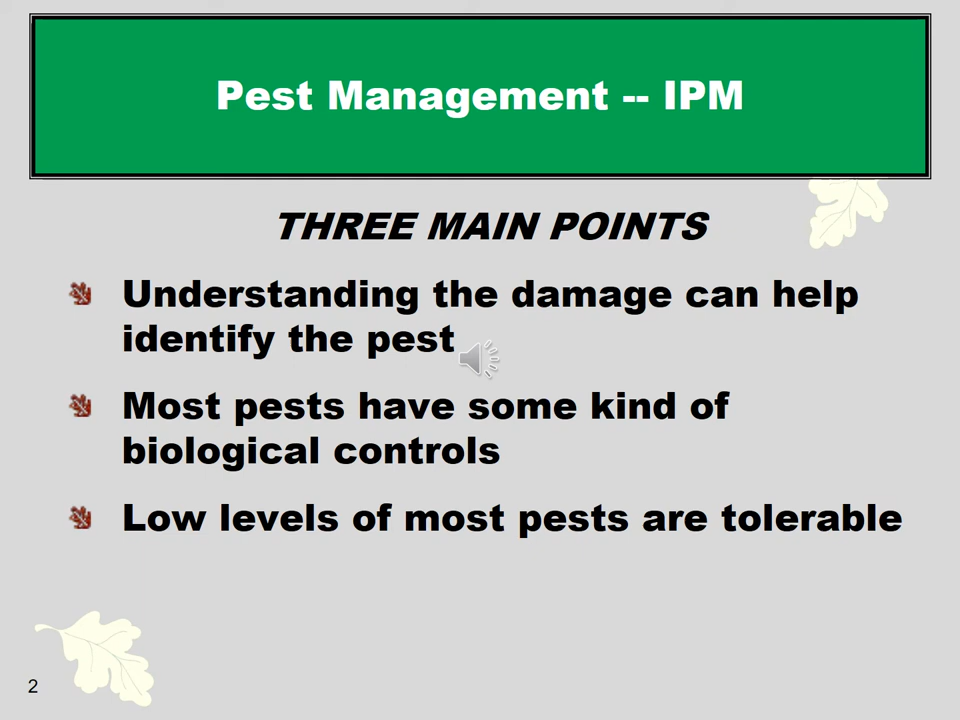 Pest Management -- IPM
THREE MAIN POINTS
Understanding the damage can help
identify the pest
Most pests have some kind of
biological controls
Low levels of most pests are tolerable
2